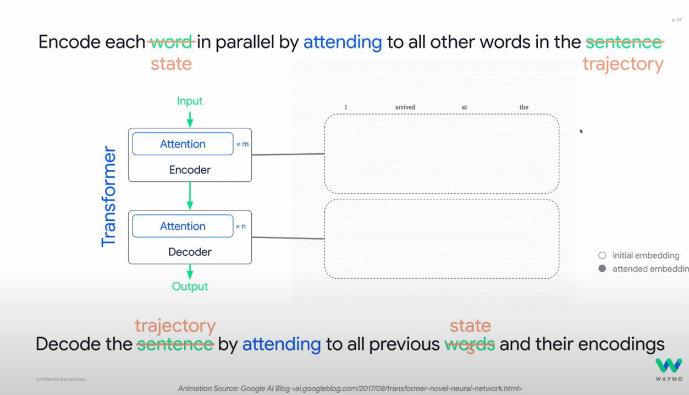 p. 23
Encode each word in parallel by attending to all other words in the sentence
state
trajectory
Input
I arrived at the
Attention × m
Encoder
Transformer
Attention × n
Decoder
Output
initial embedding
attended embeddin
trajectory
state
Decode the sentence by attending to all previous words and their encodings
WAYMO
Confidential & proprietary
Animation Source: Google AI Blog <ai.googleblog.com/2017/08/transformer-novel-neural-network.html>